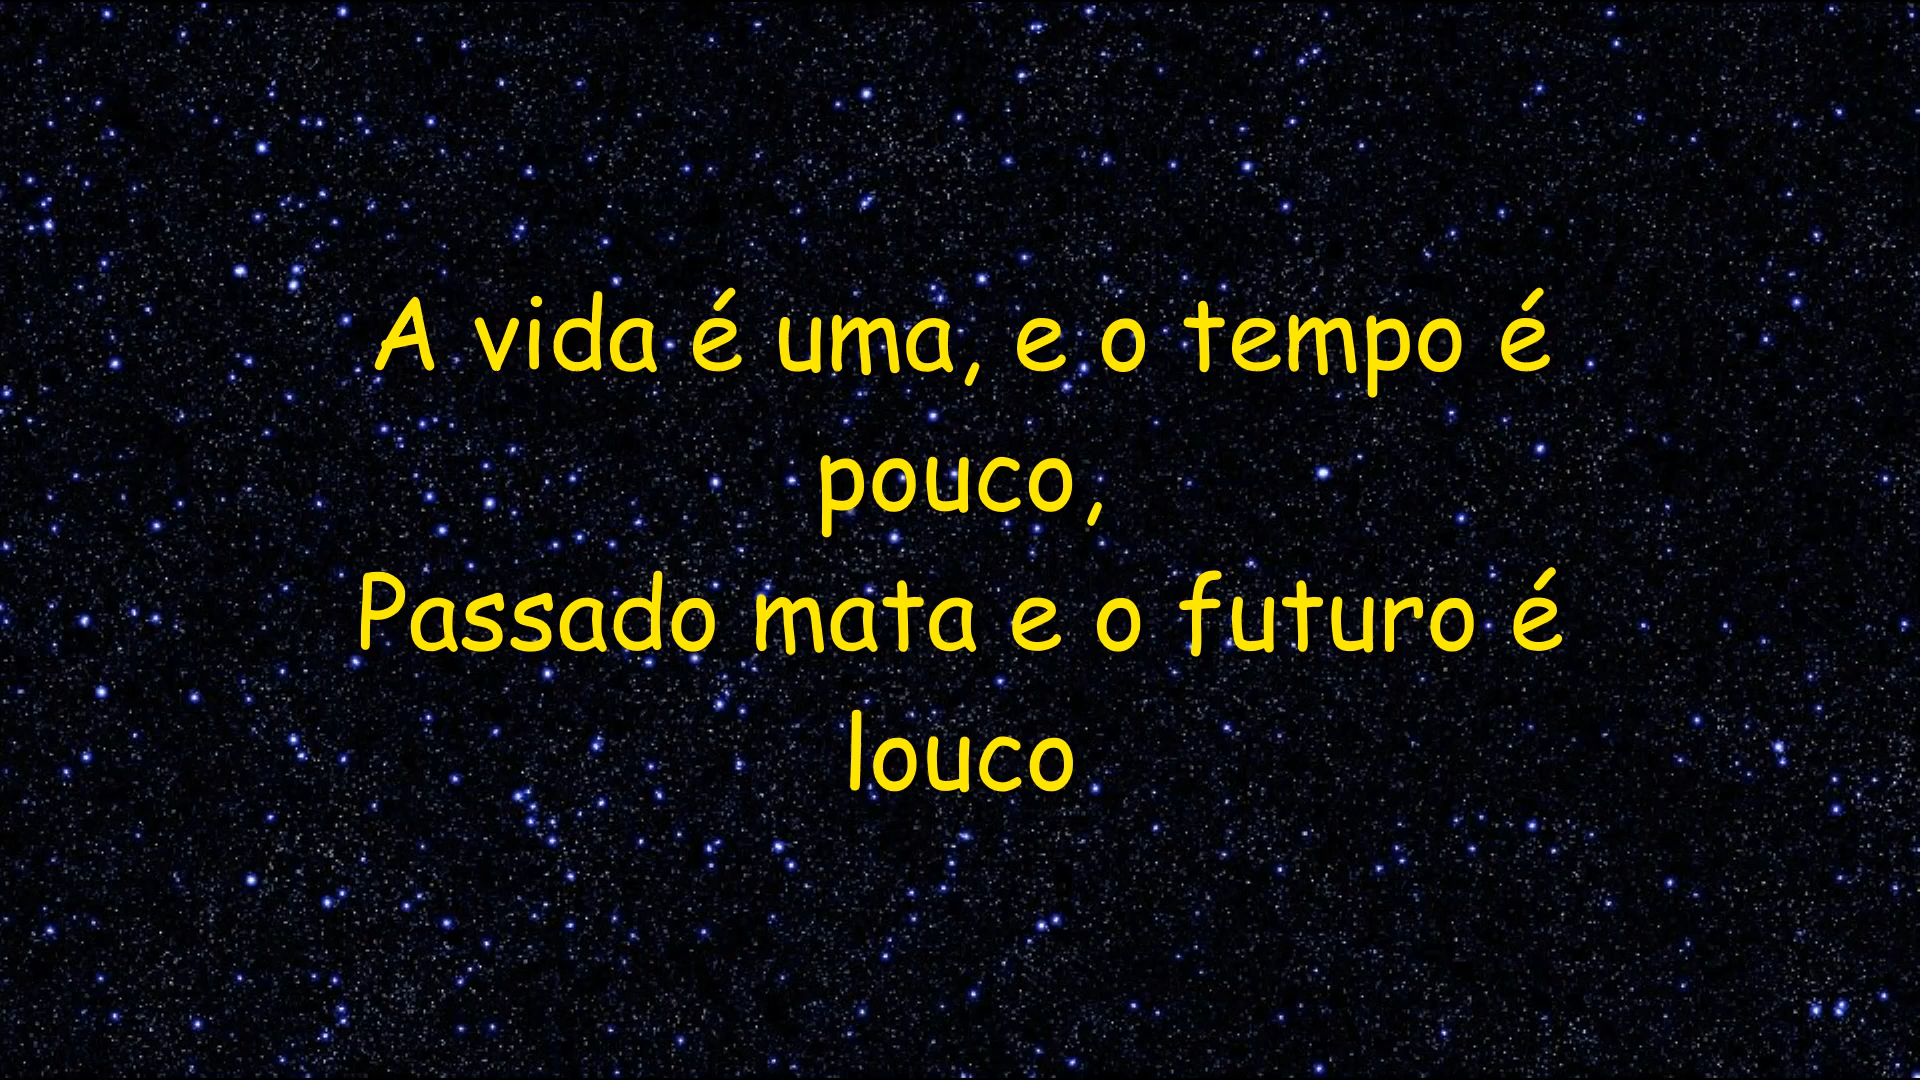 A vida é uma, e o tempo é
pouco,
Passado mata e o futuro é
louco